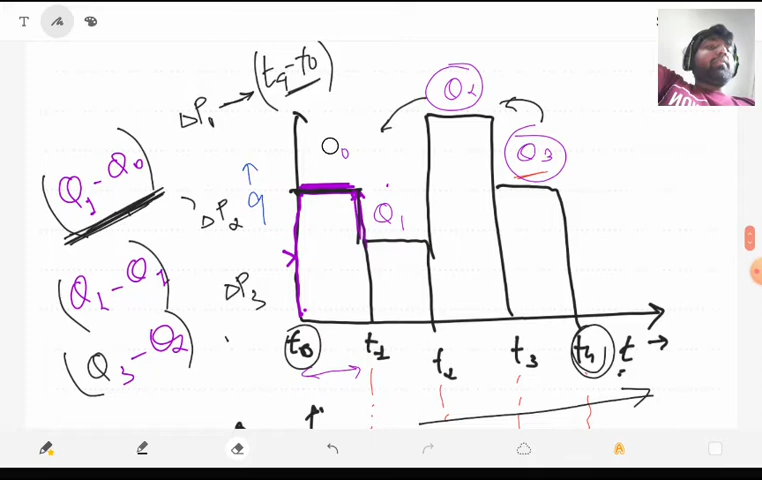 ΔP₁ → (t₄ - t0)
Q₂
O₀
Q₃
(Q₁ - Q₀)
q
Q₁
ΔP₂
(Q₂ - Q₁)
ΔP₃
(Q₃ - Q₂)
t0 t₁ t₂ t₃ t₄ t →